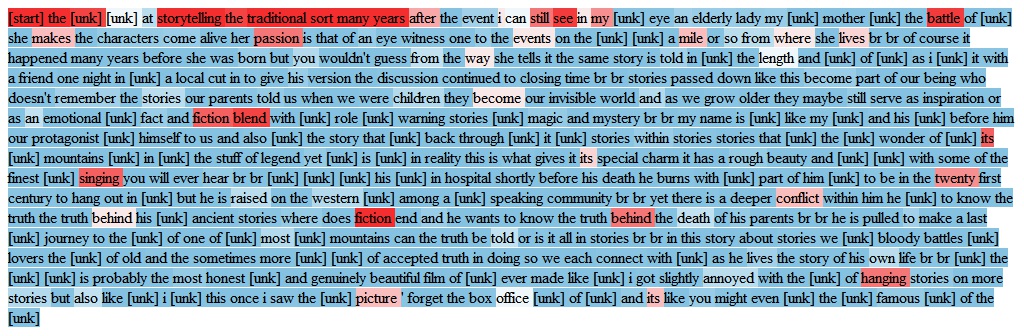 [start] the [unk] [unk] at storytelling the traditional sort many years after the event i can still see in my [unk] eye an elderly lady my [unk] mother [unk] the battle of [unk]
she makes the characters come alive her passion is that of an eye witness one to the events on the [unk] [unk] a mile or so from where she lives br br of course it
happened many years before she was born but you wouldn't guess from the way she tells it the same story is told in [unk] the length and [unk] of [unk] as i [unk] it with
a friend one night in [unk] a local cut in to give his version the discussion continued to closing time br br stories passed down like this become part of our being who
doesn't remember the stories our parents told us when we were children they become our invisible world and as we grow older they maybe still serve as inspiration or
as an emotional [unk] fact and fiction blend with [unk] role [unk] warning stories [unk] magic and mystery br br my name is [unk] like my [unk] and his [unk] before him
our protagonist [unk] himself to us and also [unk] the story that [unk] back through [unk] it [unk] stories within stories stories that [unk] the [unk] wonder of [unk] its
[unk] mountains [unk] in [unk] the stuff of legend yet [unk] is [unk] in reality this is what gives it its special charm it has a rough beauty and [unk] with some of the
finest [unk] singing you will ever hear br br [unk] [unk] [unk] his [unk] in hospital shortly before his death he burns with [unk] part of him [unk] to be in the twenty first
century to hang out in [unk] but he is raised on the western [unk] among a [unk] speaking community br br yet there is a deeper conflict within him he [unk] to know the
truth the truth behind his [unk] ancient stories where does fiction end and he wants to know the truth behind the death of his parents br br he is pulled to make a last
[unk] journey to the [unk] of one of [unk] most [unk] mountains can the truth be told or is it all in stories br br in this story about stories we [unk] bloody battles [unk]
lovers the [unk] of old and the sometimes more [unk] of accepted truth in doing so we each connect with [unk] as he lives the story of his own life br br the [unk]
[unk] [unk] is probably the most honest [unk] and genuinely beautiful film of [unk] ever made like [unk] i got slightly annoyed with the [unk] of hanging stories on more
stories but also like [unk] i [unk] this once i saw the [unk] picture ' forget the box office [unk] of [unk] and its like you might even [unk] the [unk] famous [unk] of the
[unk]